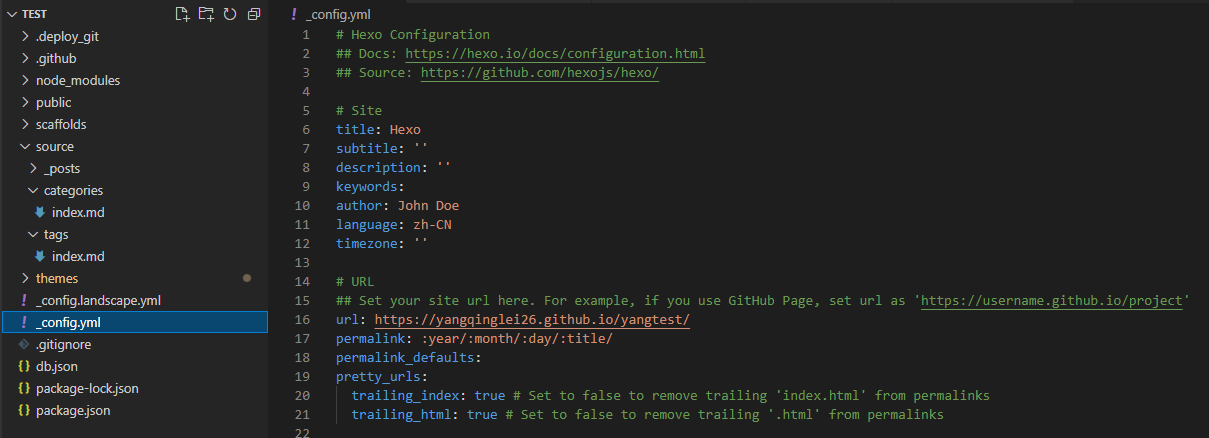 TEST
.deploy_git
.github
node_modules
public
scaffolds
source
_posts
categories
index.md
tags
index.md
themes
_config.landscape.yml
_config.yml
.gitignore
db.json
package-lock.json
package.json
! _config.yml
1 # Hexo Configuration
2 ## Docs: https://hexo.io/docs/configuration.html
3 ## Source: https://github.com/hexojs/hexo/
4
5 # Site
6 title: Hexo
7 subtitle: ''
8 description: ''
9 keywords:
10 author: John Doe
11 language: zh-CN
12 timezone: ''
13
14 # URL
15 ## Set your site url here. For example, if you use GitHub Page, set url as 'https://username.github.io/project'
16 url: https://yangqinglei26.github.io/yangtest/
17 permalink: :year/:month/:day/:title/
18 permalink_defaults:
19 pretty_urls:
20 trailing_index: true # Set to false to remove trailing 'index.html' from permalinks
21 trailing_html: true # Set to false to remove trailing '.html' from permalinks
22